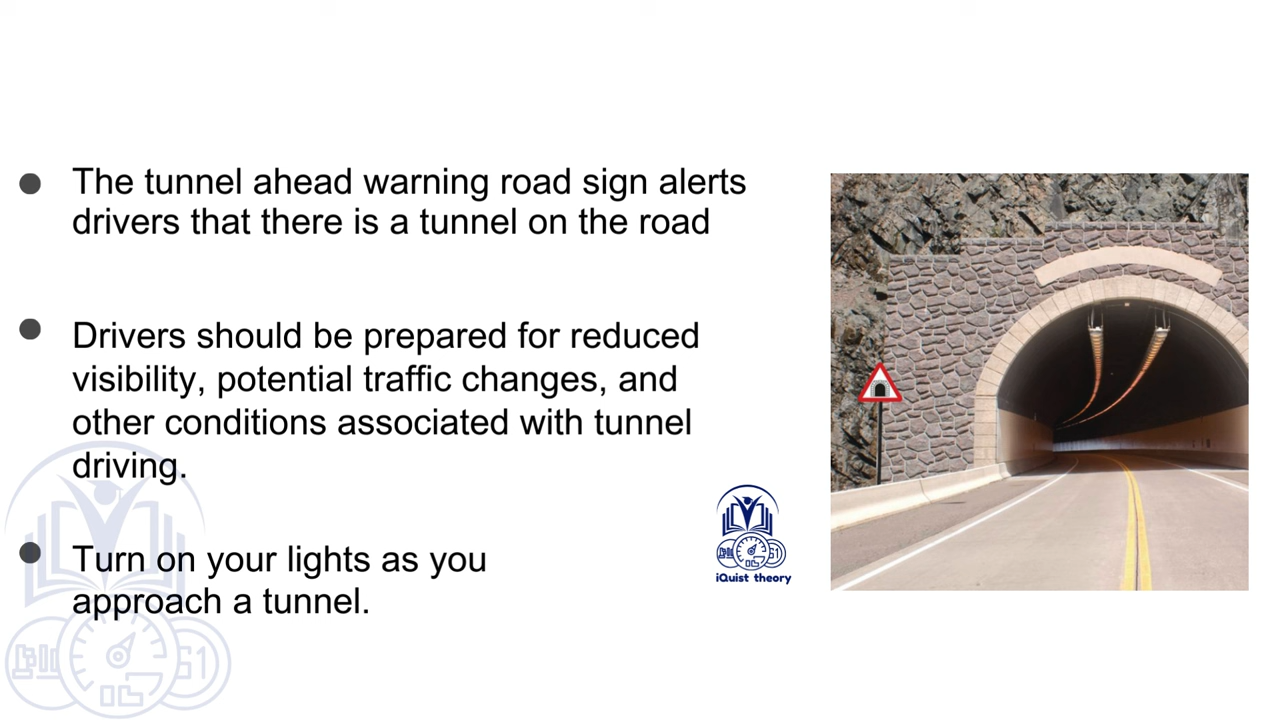 The tunnel ahead warning road sign alerts
drivers that there is a tunnel on the road
Drivers should be prepared for reduced
visibility, potential traffic changes, and
other conditions associated with tunnel
driving.
Turn on your lights as you
approach a tunnel.
iQuist theory